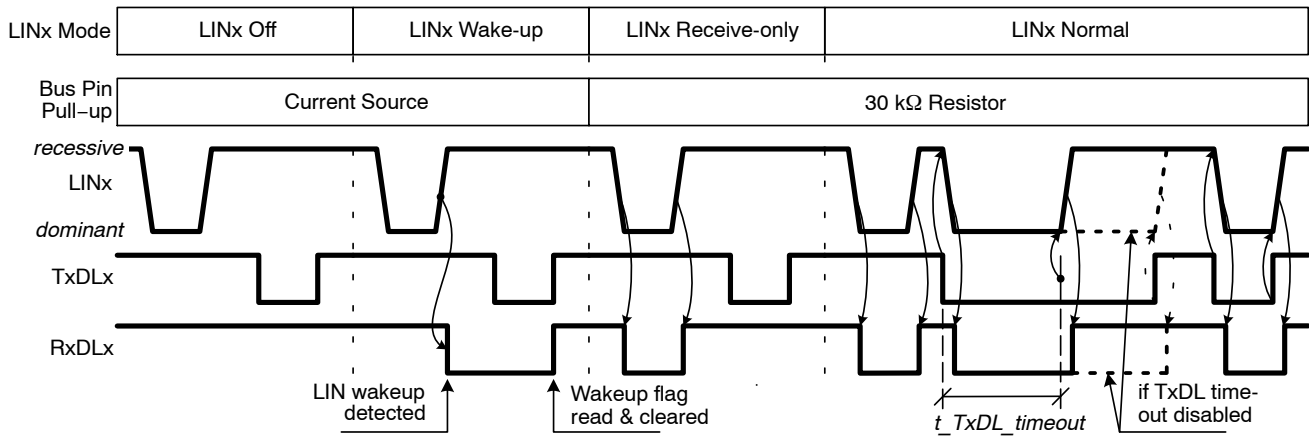 LINx Mode
LINx Off
LINx Wake-up
LINx Receive-only
LINx Normal
Bus Pin
Pull-up
Current Source
30 kΩ Resistor
recessive
LINx
dominant
TxDLx
RxDLx
LIN wakeup
detected
Wakeup flag
read & cleared
t_TxDL_timeout
if TxDL time-
out disabled